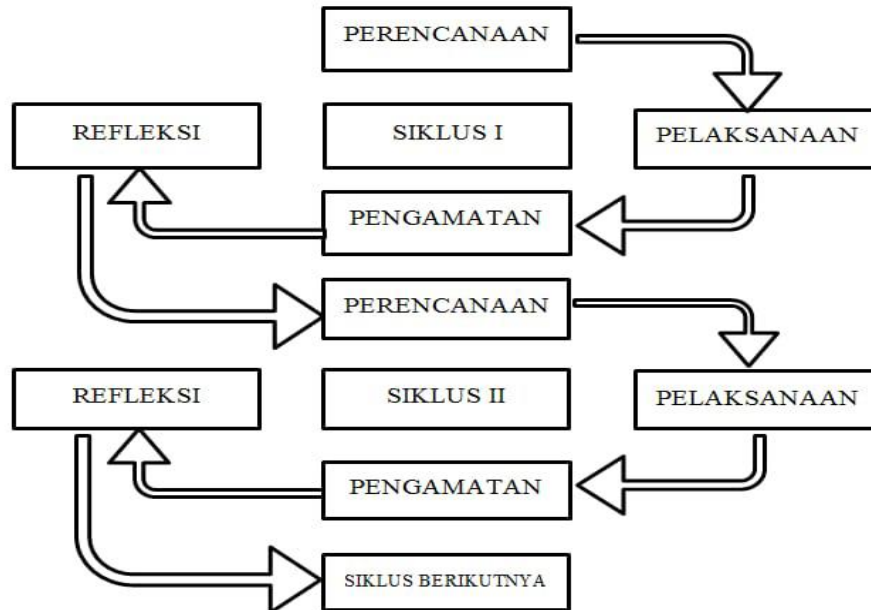 PERENCANAAN
REFLEKSI
SIKLUS I
PELAKSANAAN
PENGAMATAN
PERENCANAAN
REFLEKSI
SIKLUS II
PELAKSANAAN
PENGAMATAN
SIKLUS BERIKUTNYA